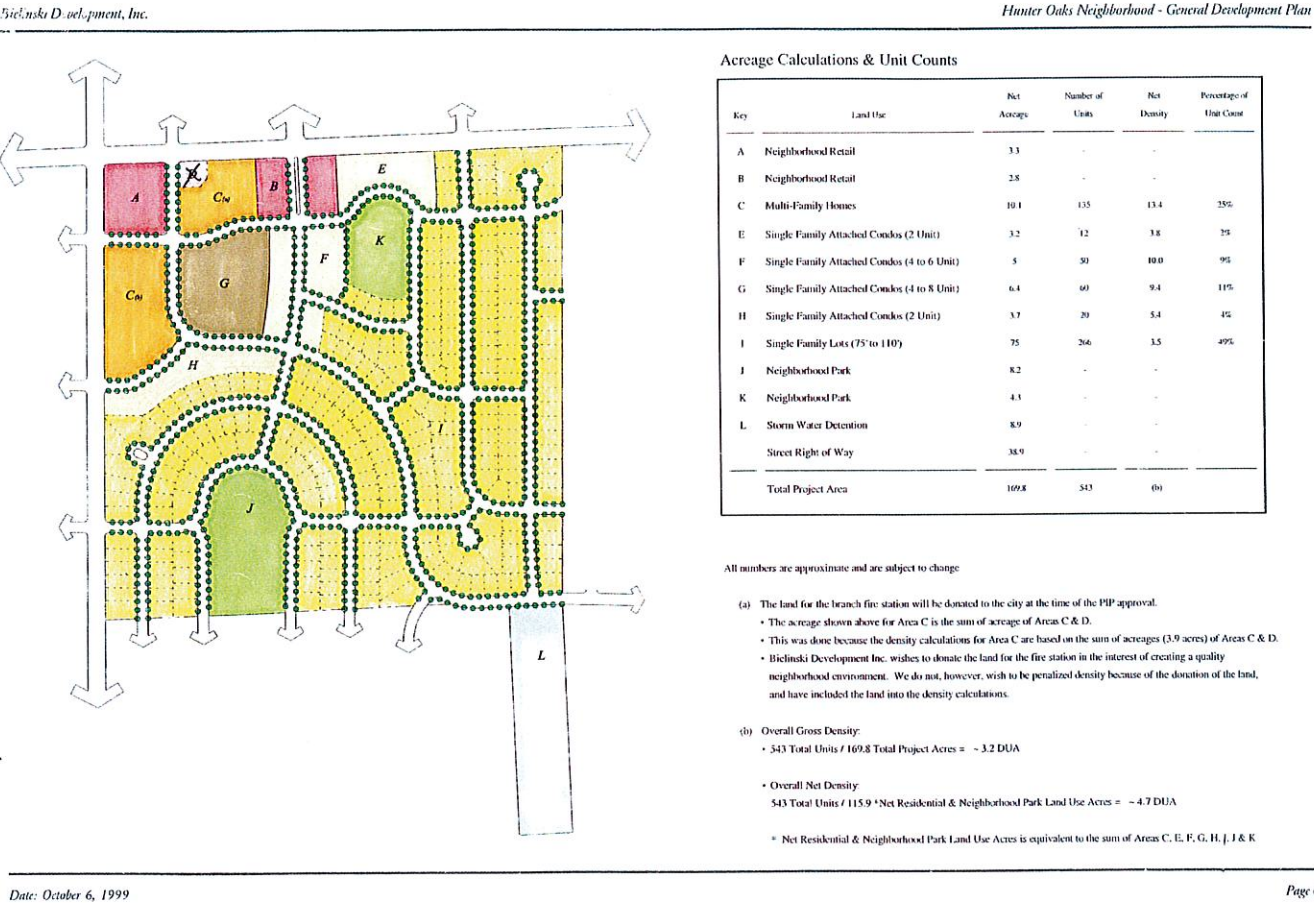 Bielinski Development, Inc.
Hunter Oaks Neighborhood - General Development Plan
Acreage Calculations & Unit Counts
Key Land Use Net Acreage Number of Units Net Density Percentage of Unit Count
A Neighborhood Retail 3.3 - -
B Neighborhood Retail 2.8 - -
C Multi-Family Homes 10.1 135 13.4 25%
E Single Family Attached Condos (2 Unit) 3.2 12 3.8 2%
F Single Family Attached Condos (4 to 6 Unit) 5 50 10.0 9%
G Single Family Attached Condos (4 to 8 Unit) 6.4 60 9.4 11%
H Single Family Attached Condos (2 Unit) 3.7 20 5.4 4%
I Single Family Lots (75' to 110') 75 266 3.5 49%
J Neighborhood Park 8.2 - -
K Neighborhood Park 4.3 - -
L Storm Water Detention 8.9 - -
Street Right of Way 38.9 - -
Total Project Area 169.8 543 (b)
A
C(a)
B
E
K
F
G
C(a)
H
I
J
L
All numbers are approximate and are subject to change
(a) The land for the branch fire station will be donated to the city at the time of the PIP approval.
• The acreage shown above for Area C is the sum of acreage of Areas C & D.
• This was done because the density calculations for Area C are based on the sum of acreages (3.9 acres) of Areas C & D.
• Bielinski Development Inc. wishes to donate the land for the fire station in the interest of creating a quality
neighborhood environment. We do not, however, wish to be penalized density because of the donation of the land,
and have included the land into the density calculations.
(b) Overall Gross Density:
• 543 Total Units / 169.8 Total Project Acres = ~ 3.2 DUA
• Overall Net Density
543 Total Units / 115.9 *Net Residential & Neighborhood Park Land Use Acres = ~ 4.7 DUA
* Net Residential & Neighborhood Park Land Use Acres is equivalent to the sum of Areas C, E, F, G, H, I, J & K
Date: October 6, 1999
Page